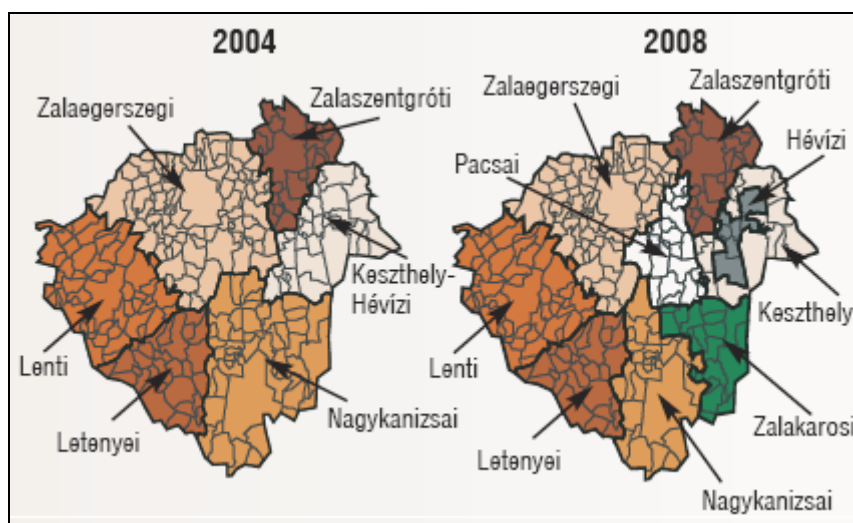 2004
Zalaegerszegi
Zalaszentgróti
Keszthely-
Hévízi
Lenti
Letenyei
Nagykanizsai
2008
Zalaegerszegi
Zalaszentgróti
Pacsai
Hévízi
Keszthely
Lenti
Letenyei
Zalakarosi
Nagykanizsai